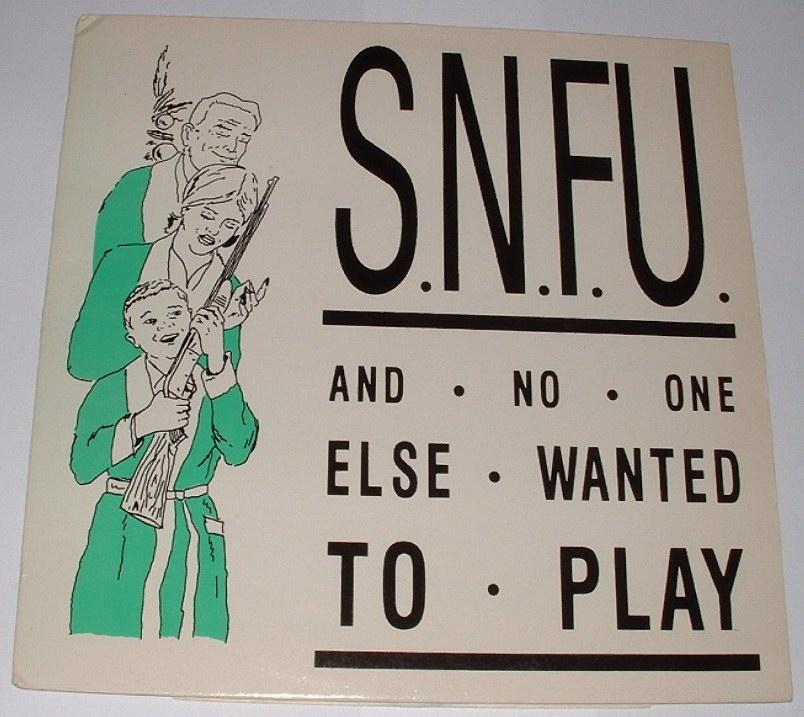 S.N.F.U.
AND • NO • ONE
ELSE • WANTED
TO • PLAY